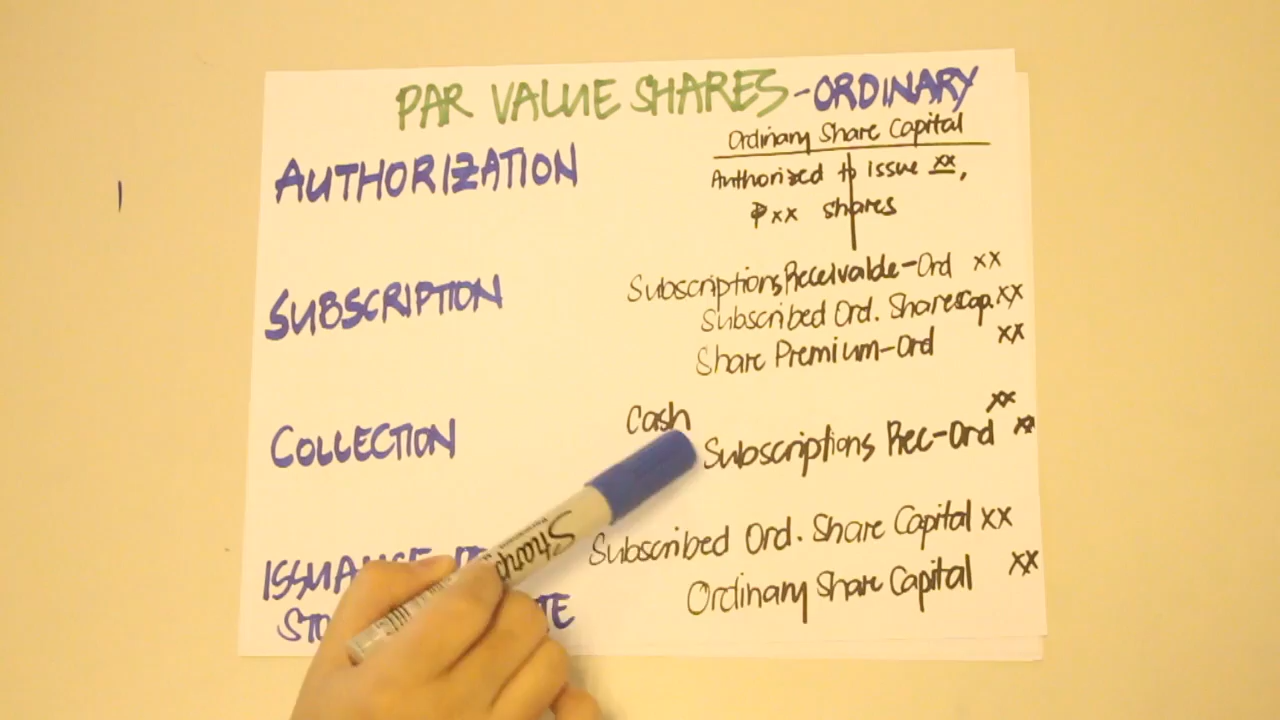 PAR VALUE SHARES-ORDINARY
AUTHORIZATION
Ordinary Share Capital
Authorized to issue xx,
₱xx shares
SUBSCRIPTION
Subscriptions Receivable-Ord xx
Subscribed Ord. Share Cap. xx
Share Premium-Ord xx
COLLECTION
Cash xx
Subscriptions Rec-Ord xx
Subscribed Ord. Share Capital xx
Ordinary Share Capital xx
Sharp